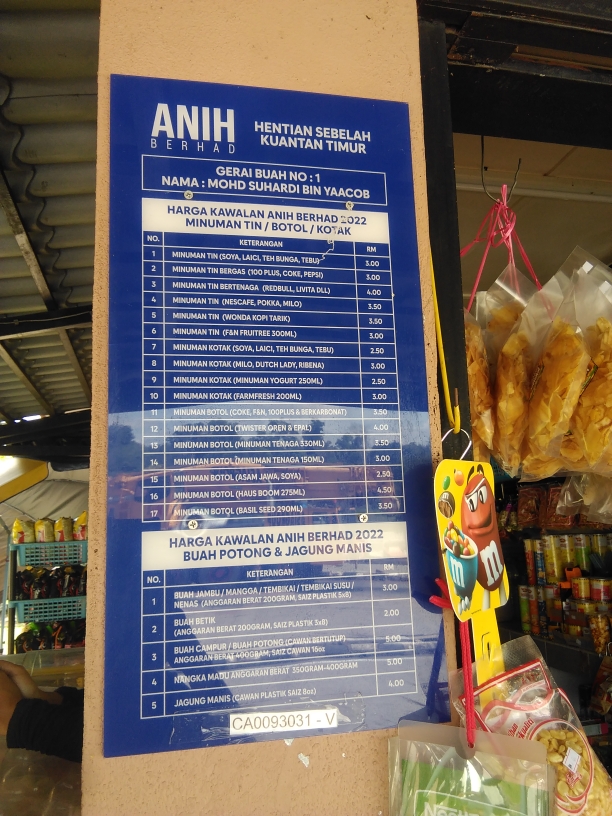 ANIH
BERHAD
HENTIAN SEBELAH
KUANTAN TIMUR
GERAI BUAH NO : 1
NAMA : MOHD SUHARDI BIN YAACOB
HARGA KAWALAN ANIH BERHAD 2022
MINUMAN TIN / BOTOL / KOTAK
NO. KETERANGAN RM
1 MINUMAN TIN (SOYA, LAICI, TEH BUNGA, TEBU) 3.00
2 MINUMAN TIN BERGAS (100 PLUS, COKE, PEPSI) 3.00
3 MINUMAN TIN BERTENAGA (REDBULL, LIVITA DLL) 4.00
4 MINUMAN TIN (NESCAFE, POKKA, MILO) 3.50
5 MINUMAN TIN (WONDA KOPI TARIK) 3.50
6 MINUMAN TIN (F&N FRUITREE 300ML) 3.00
7 MINUMAN KOTAK (SOYA, LAICI, TEH BUNGA, TEBU) 2.50
8 MINUMAN KOTAK (MILO, DUTCH LADY, RIBENA) 3.00
9 MINUMAN KOTAK (MINUMAN YOGURT 250ML) 2.50
10 MINUMAN KOTAK (FARMFRESH 200ML) 3.00
11 MINUMAN BOTOL (COKE, F&N, 100PLUS & BERKARBONAT) 3.50
12 MINUMAN BOTOL (TWISTER OREN & EPAL) 4.00
13 MINUMAN BOTOL (MINUMAN TENAGA 330ML) 3.50
14 MINUMAN BOTOL (MINUMAN TENAGA 150ML) 3.00
15 MINUMAN BOTOL (ASAM JAWA, SOYA) 2.50
16 MINUMAN BOTOL (HAUS BOOM 275ML) 4.50
17 MINUMAN BOTOL (BASIL SEED 290ML) 3.50
HARGA KAWALAN ANIH BERHAD 2022
BUAH POTONG & JAGUNG MANIS
NO. KETERANGAN RM
1 BUAH JAMBU / MANGGA / TEMBIKAI / TEMBIKAI SUSU / 3.00
NENAS (ANGGARAN BERAT 200GRAM, SAIZ PLASTIK 5x8)
2 BUAH BETIK 2.00
(ANGGARAN BERAT 200GRAM, SAIZ PLASTIK 3x8)
3 BUAH CAMPUR / BUAH POTONG (CAWAN BERTUTUP) 5.00
ANGGARAN BERAT 400GRAM, SAIZ CAWAN 16oz
4 NANGKA MADU ANGGARAN BERAT 350GRAM-400GRAM 5.00
5 JAGUNG MANIS (CAWAN PLASTIK SAIZ 8oz) 4.00
CA0093031 - V
m
m